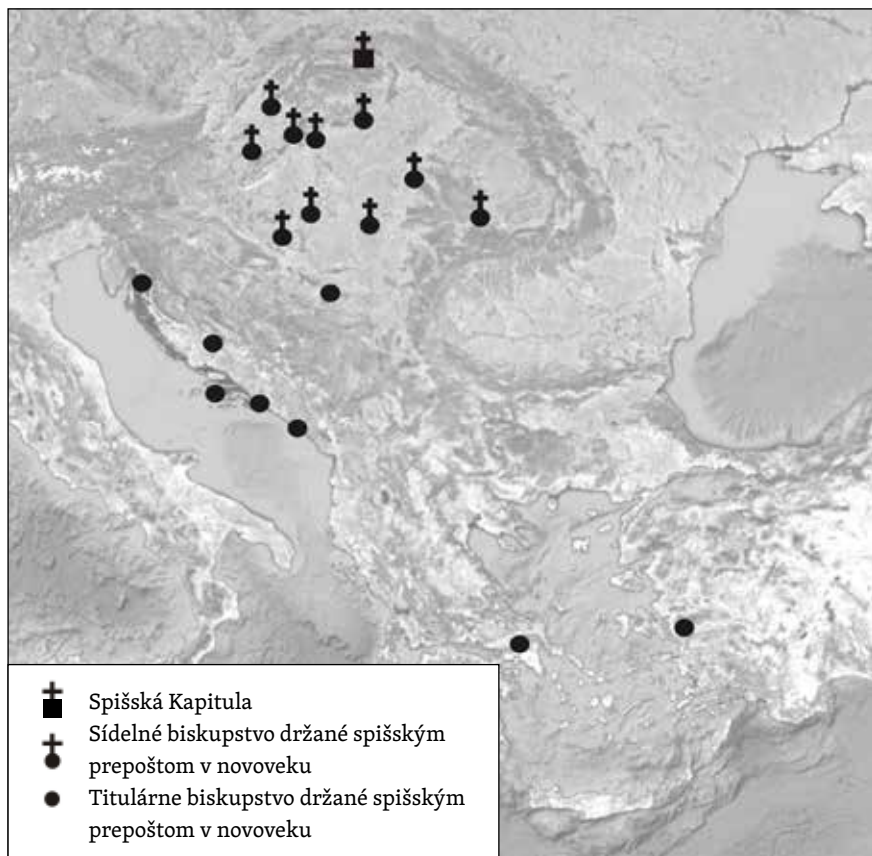 Spišská Kapitula
Sídelné biskupstvo držané spišským
prepoštom v novoveku
Titulárne biskupstvo držané spišským
prepoštom v novoveku